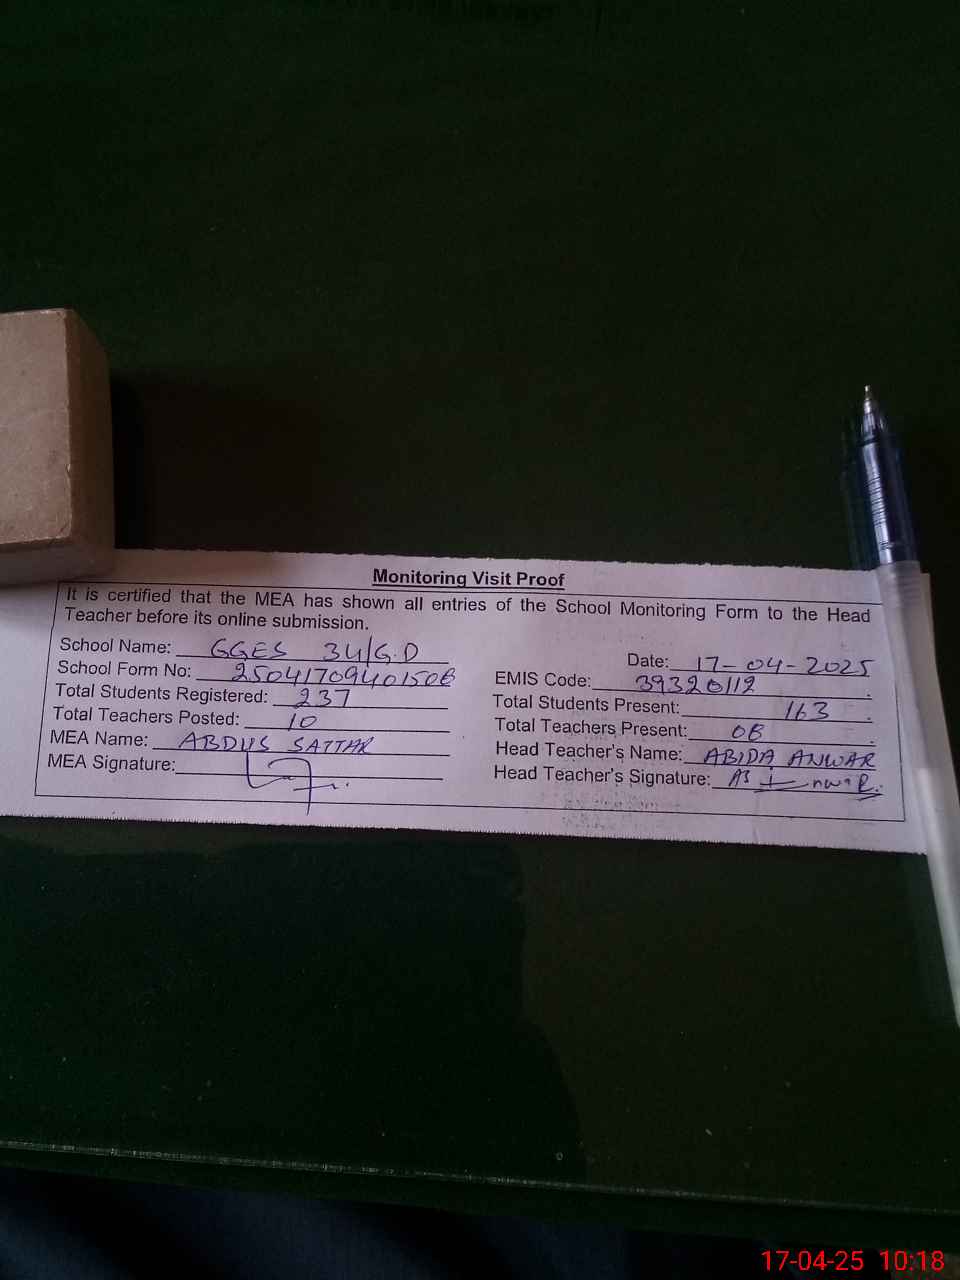 Monitoring Visit Proof
It is certified that the MEA has shown all entries of the School Monitoring Form to the Head
Teacher before its online submission.
School Name: GGES 34/G.D
Date: 17-04-2025
School Form No: 25041709401508
EMIS Code: 39320112
Total Students Registered: 237
Total Students Present: 163
Total Teachers Posted: 10
Total Teachers Present: 08
MEA Name: ABDUS SATTAR
Head Teacher's Name: ABIDA ANWAR
MEA Signature:
Head Teacher's Signature:
17-04-25 10:18